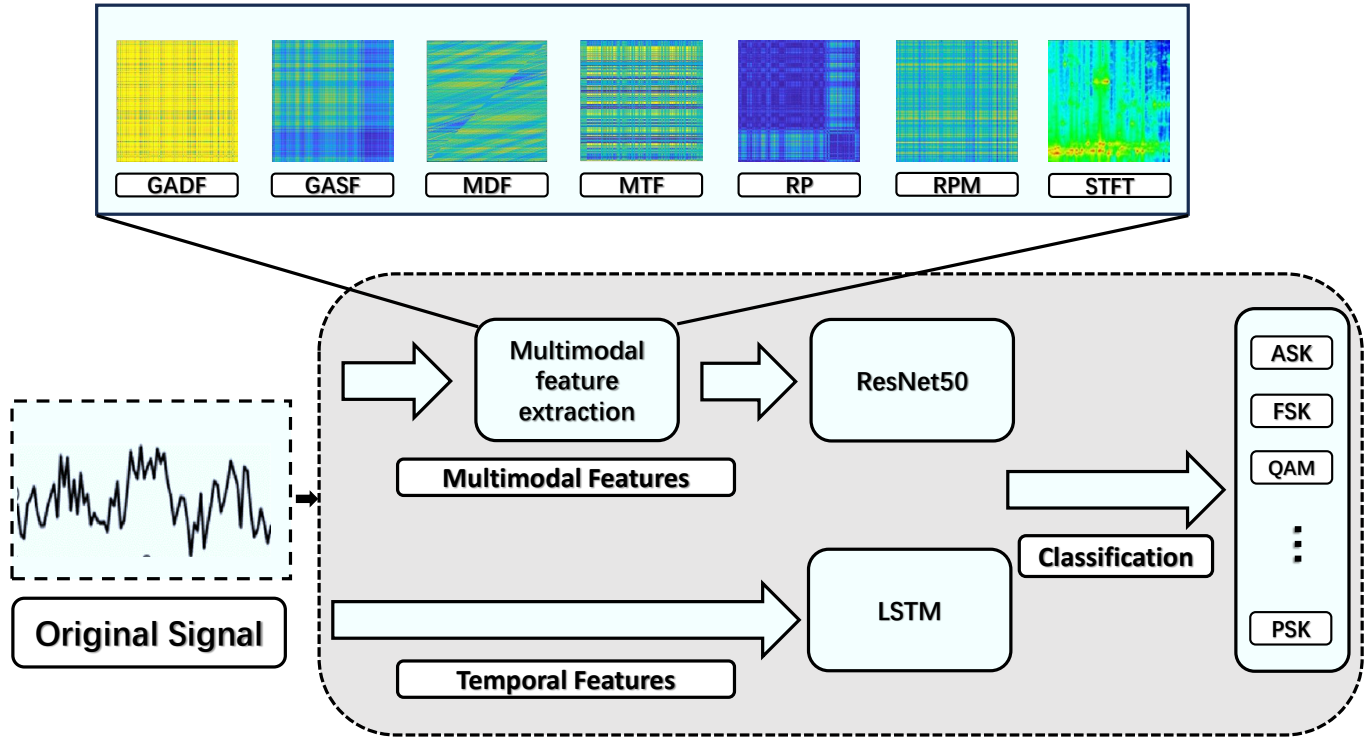 GADF
GASF
MDF
MTF
RP
RPM
STFT
Multimodal
feature
extraction
ResNet50
Multimodal Features
Original Signal
LSTM
Temporal Features
Classification
ASK
FSK
QAM
⋮
PSK